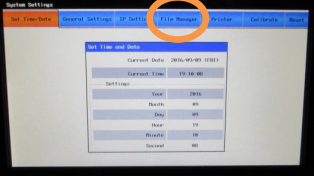 System Settings
Set Time/Date General Settings IP Settin File Manager Printer Calibrate Reset
Set Time and Date
Current Date 2016/09/09 (FRI)
Current Time 19:10:08
Settings
Year 2016
Month 09
Day 09
Hour 19
Minute 10
Second 08